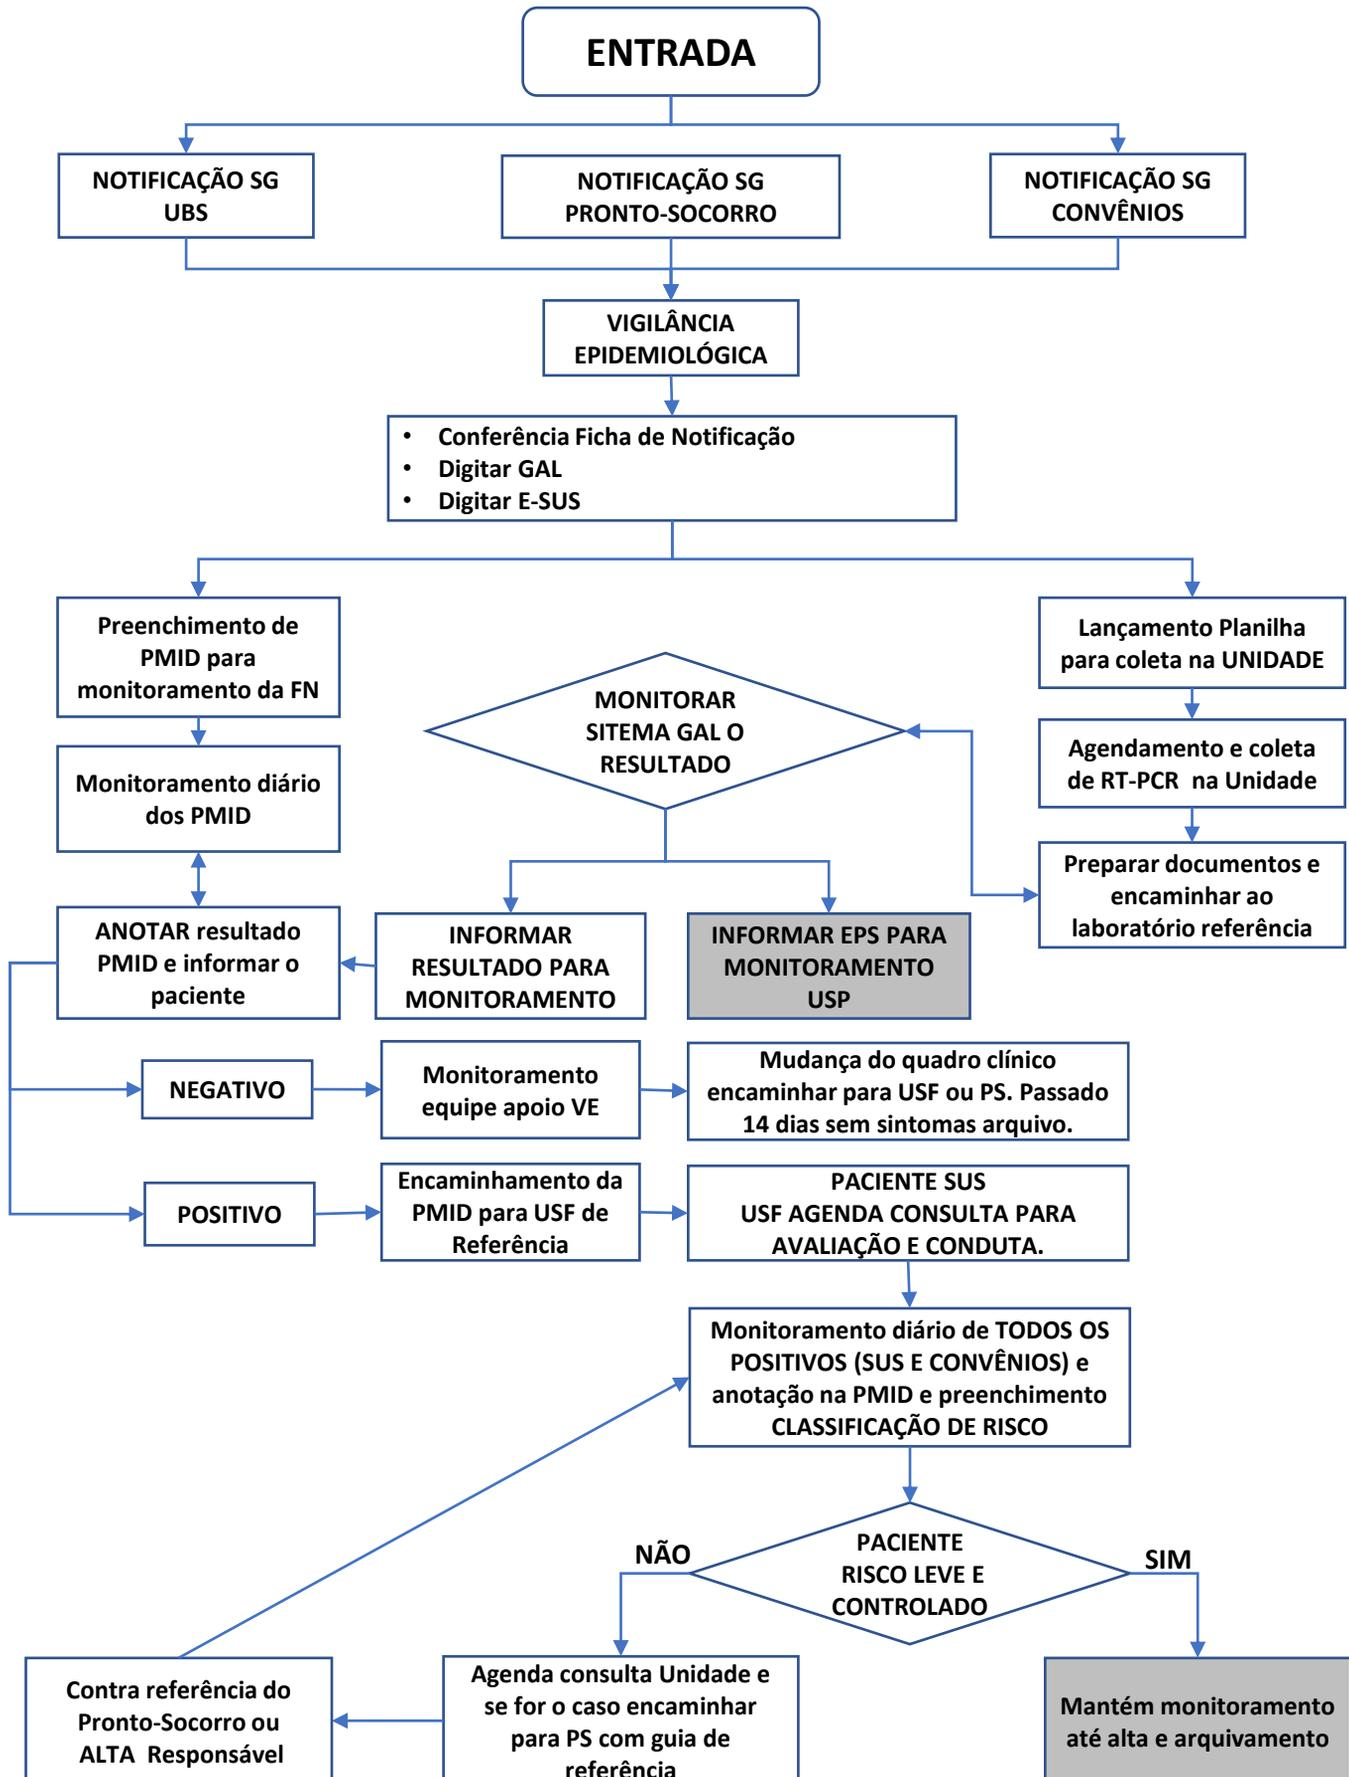 ENTRADA
NOTIFICAÇÃO SG
UBS
NOTIFICAÇÃO SG
PRONTO-SOCORRO
NOTIFICAÇÃO SG
CONVÊNIOS
VIGILÂNCIA
EPIDEMIOLÓGICA
• Conferência Ficha de Notificação
• Digitar GAL
• Digitar E-SUS
Preenchimento de
PMID para
monitoramento da FN
Lançamento Planilha
para coleta na UNIDADE
MONITORAR
SITEMA GAL O
RESULTADO
Monitoramento diário
dos PMID
Agendamento e coleta
de RT-PCR na Unidade
Preparar documentos e
encaminhar ao
laboratório referência
ANOTAR resultado
PMID e informar o
paciente
INFORMAR
RESULTADO PARA
MONITORAMENTO
INFORMAR EPS PARA
MONITORAMENTO
USP
NEGATIVO
Monitoramento
equipe apoio VE
Mudança do quadro clínico
encaminhar para USF ou PS. Passado
14 dias sem sintomas arquivo.
POSITIVO
Encaminhamento da
PMID para USF de
Referência
PACIENTE SUS
USF AGENDA CONSULTA PARA
AVALIAÇÃO E CONDUTA.
Monitoramento diário de TODOS OS
POSITIVOS (SUS E CONVÊNIOS) e
anotação na PMID e preenchimento
CLASSIFICAÇÃO DE RISCO
PACIENTE
RISCO LEVE E
CONTROLADO
NÃO
SIM
Contra referência do
Pronto-Socorro ou
ALTA Responsável
Agenda consulta Unidade e
se for o caso encaminhar
para PS com guia de
referência
Mantém monitoramento
até alta e arquivamento